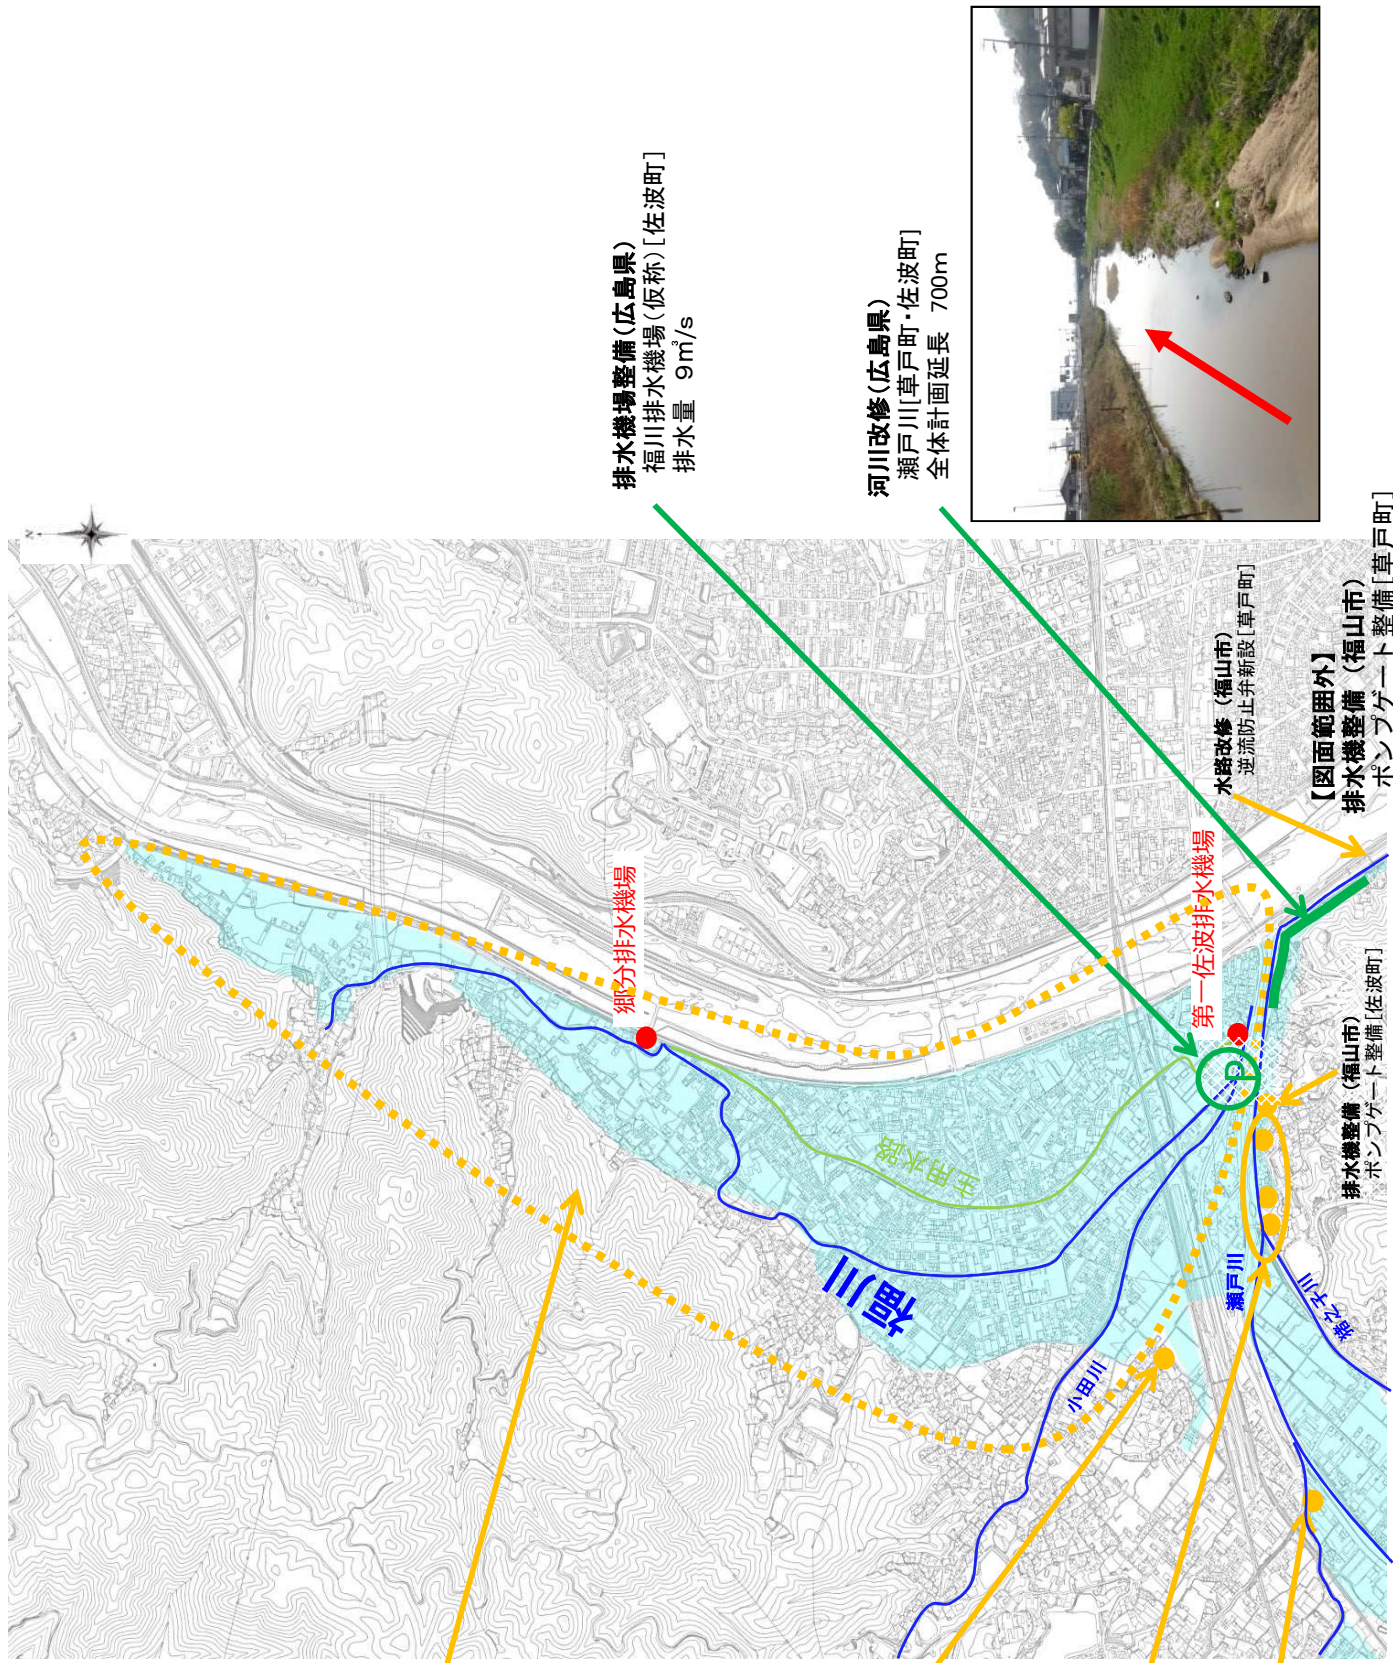 N
排水機場整備(広島県)
福川排水機場(仮称)[佐波町]
排水量 9㎥/s
河川改修(広島県)
瀬戸川[草戸町・佐波町]
全体計画延長 700m
水路改修(福山市)
逆流防止弁新設[草戸町]
【図面範囲外】
排水機整備(福山市)
ポンプゲート整備[草戸町]
郷分排水機場
第一佐波排水機場
排水機整備(福山市)
ポンプゲート整備[佐波町]
主用水路
P
福川
瀬戸川
猪之子川
小田川